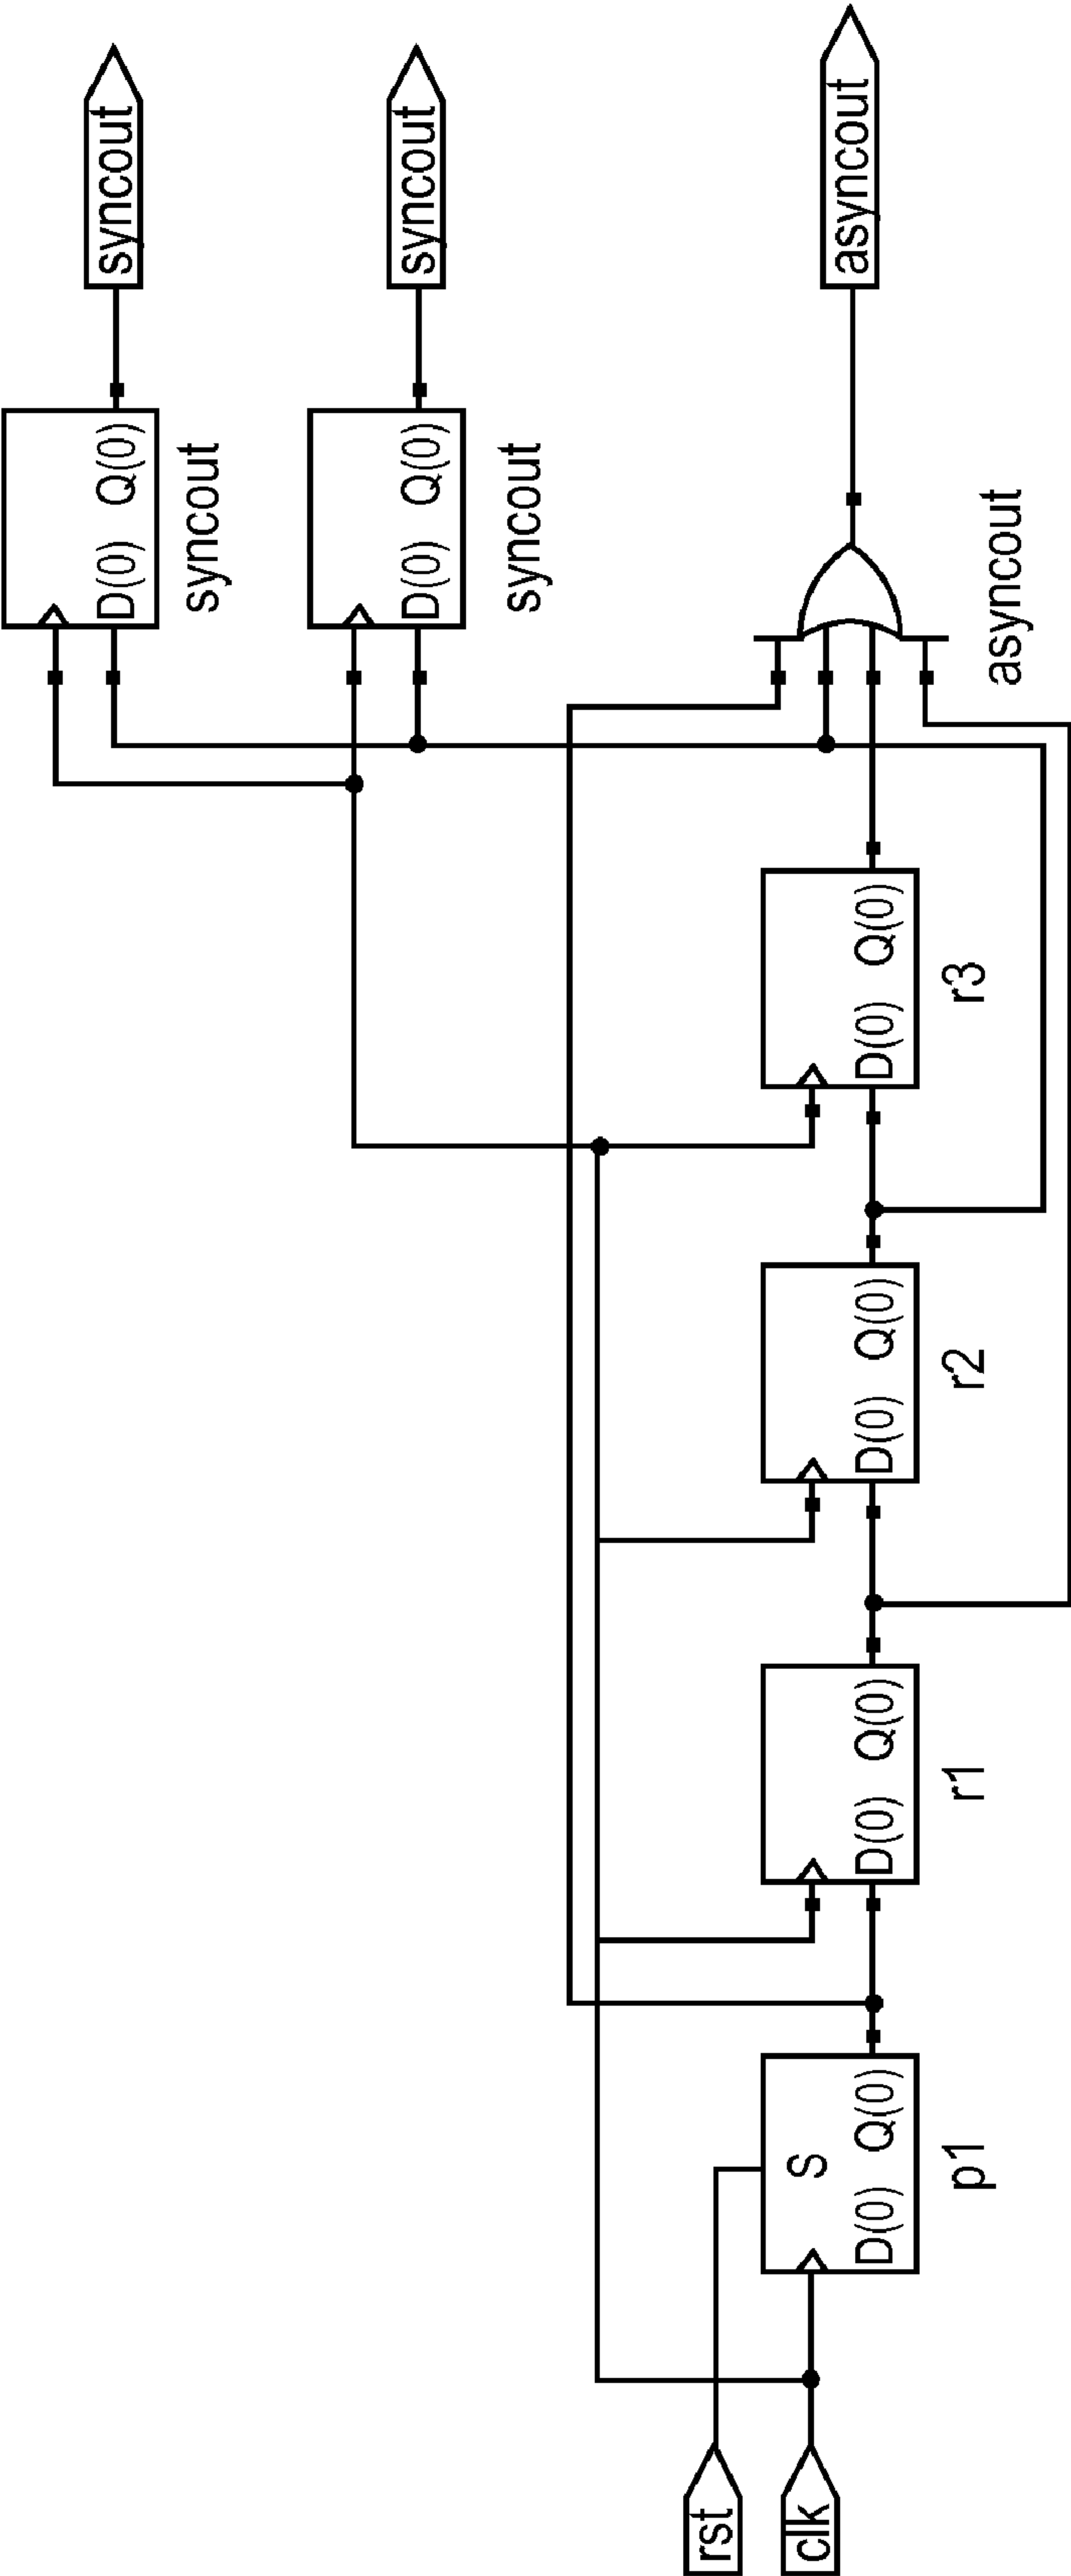 syncout
D(0) Q(0)
syncout
syncout
D(0) Q(0)
syncout
rst
clk
S
D(0) Q(0)
p1
D(0) Q(0)
r1
D(0) Q(0)
r2
D(0) Q(0)
r3
asyncout
asyncout